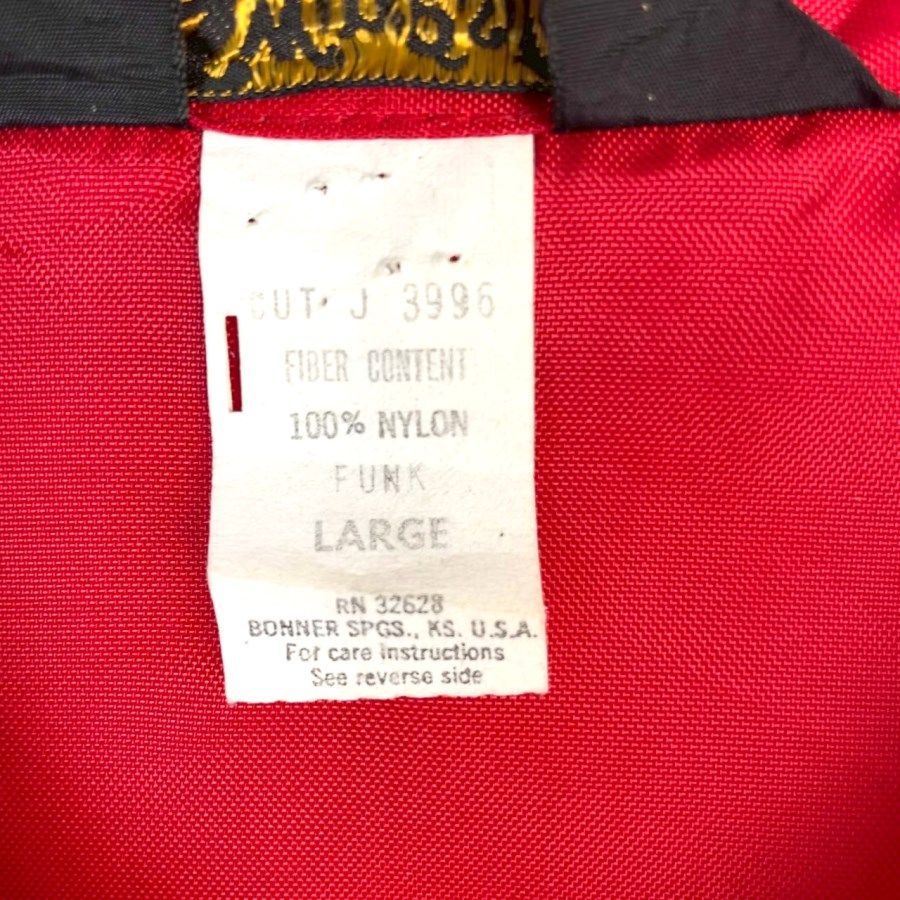 CUT J 3996
FIBER CONTENT
100% NYLON
FUNK
LARGE
RN 32628
BONNER SPGS., KS. U.S.A.
For care instructions
See reverse side